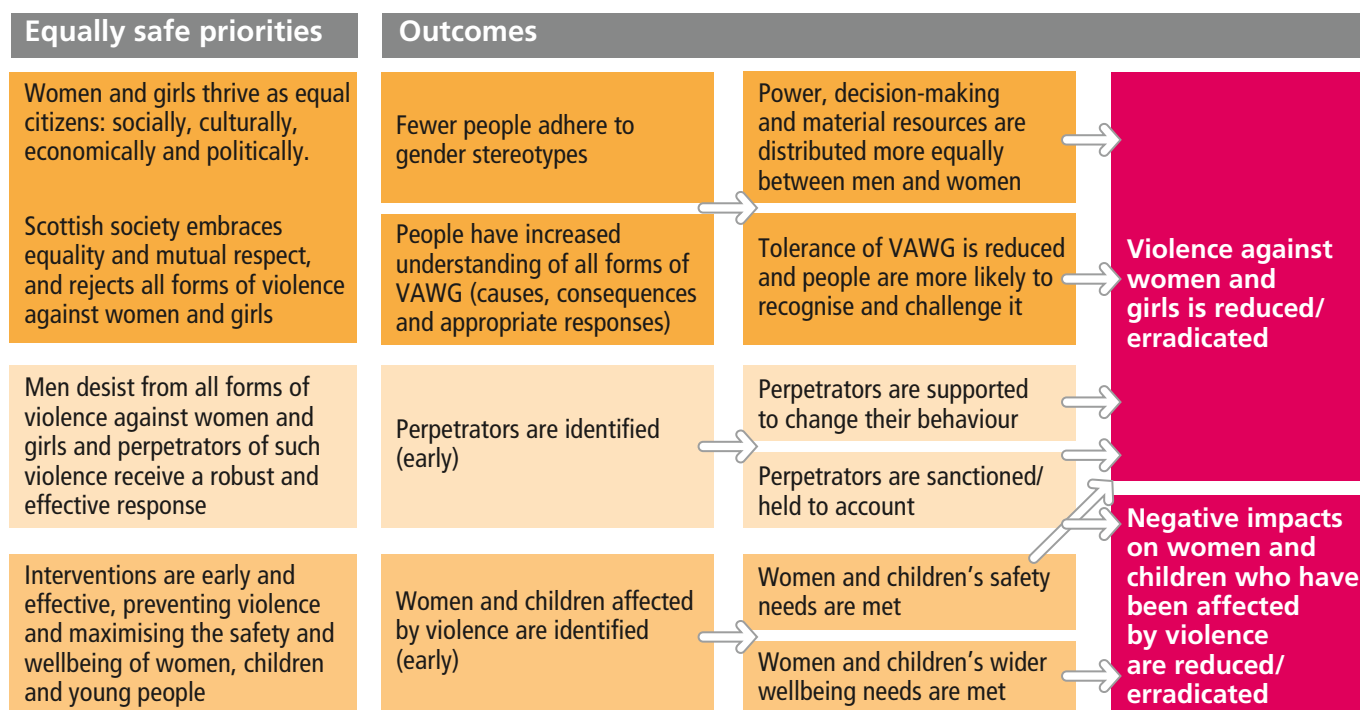 Equally safe priorities
Outcomes
Women and girls thrive as equal
citizens: socially, culturally,
economically and politically.
Scottish society embraces
equality and mutual respect,
and rejects all forms of violence
against women and girls
Fewer people adhere to
gender stereotypes
People have increased
understanding of all forms of
VAWG (causes, consequences
and appropriate responses)
Power, decision-making
and material resources are
distributed more equally
between men and women
Tolerance of VAWG is reduced
and people are more likely to
recognise and challenge it
Violence against
women and
girls is reduced/
erradicated
Men desist from all forms of
violence against women and
girls and perpetrators of such
violence receive a robust and
effective response
Perpetrators are identified
(early)
Perpetrators are supported
to change their behaviour
Perpetrators are sanctioned/
held to account
Interventions are early and
effective, preventing violence
and maximising the safety and
wellbeing of women, children
and young people
Women and children affected
by violence are identified
(early)
Women and children's safety
needs are met
Women and children's wider
wellbeing needs are met
Negative impacts
on women and
children who have
been affected
by violence
are reduced/
erradicated